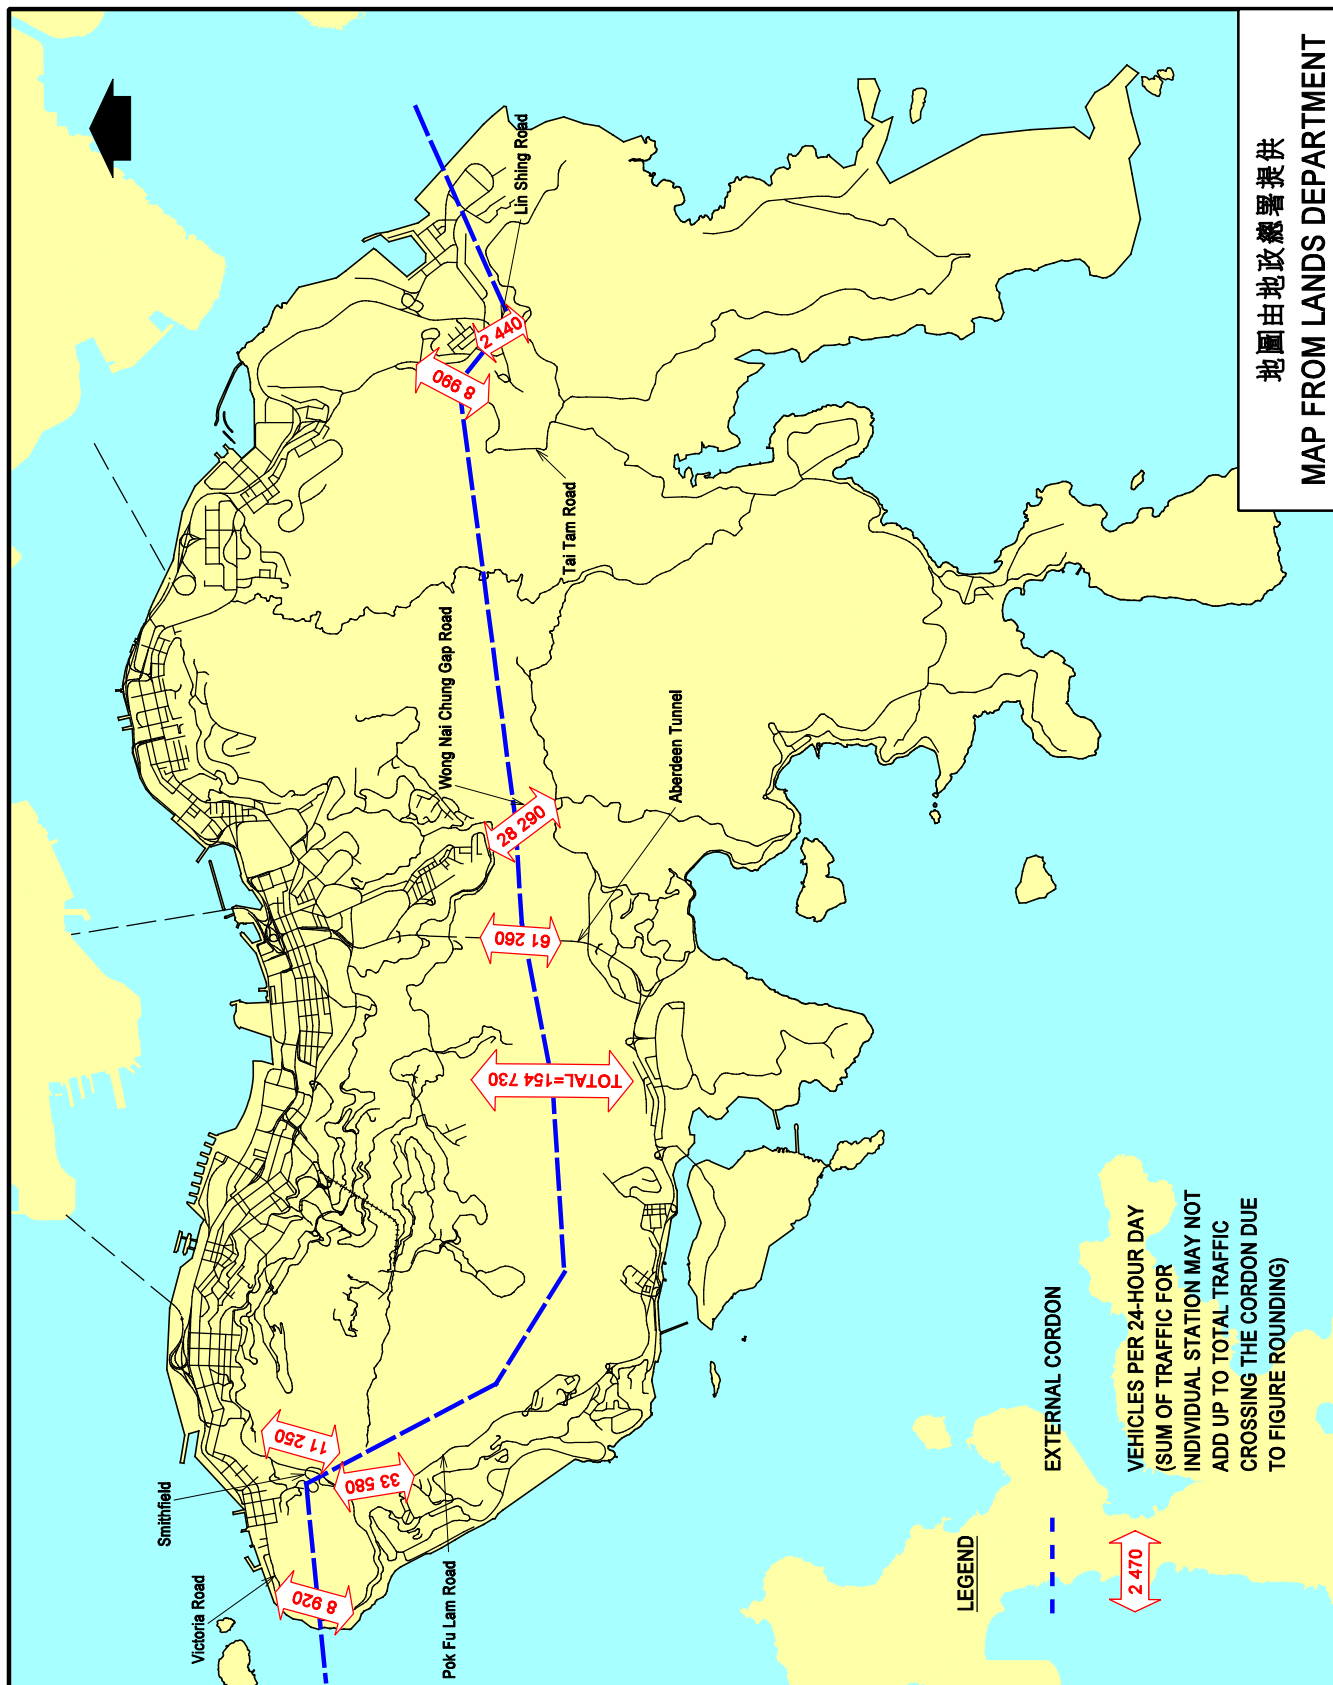 地圖由地政總署提供
MAP FROM LANDS DEPARTMENT
Lin Shing Road
2 440
8 990
Tai Tam Road
Wong Nai Chung Gap Road
28 290
Aberdeen Tunnel
61 260
TOTAL=154 730
11 250
Smithfield
33 580
Victoria Road
8 920
Pok Fu Lam Road
LEGEND
EXTERNAL CORDON
2 470
VEHICLES PER 24-HOUR DAY
(SUM OF TRAFFIC FOR
INDIVIDUAL STATION MAY NOT
ADD UP TO TOTAL TRAFFIC
CROSSING THE CORDON DUE
TO FIGURE ROUNDING)